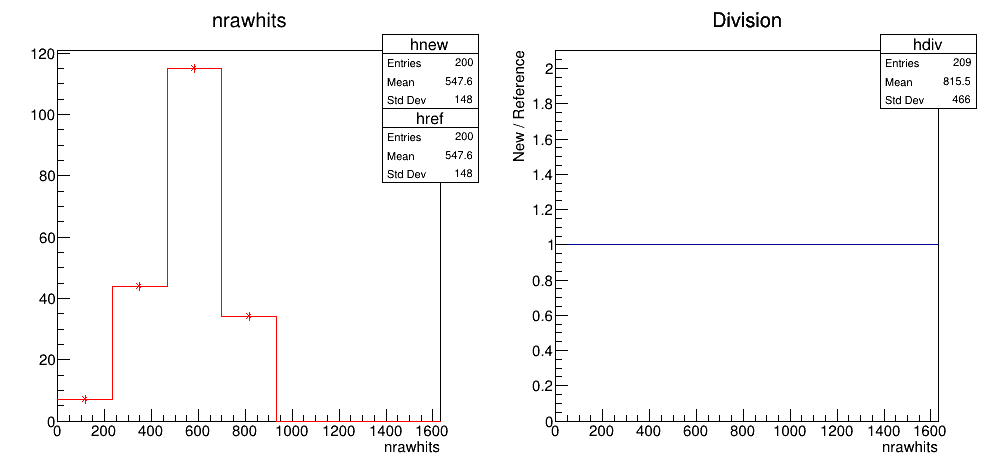 nrawhits
hnew
Entries 200
Mean 547.6
Std Dev 148
href
Entries 200
Mean 547.6
Std Dev 148
120
100
80
60
40
20
0
0 200 400 600 800 1000 1200 1400 1600
nrawhits
Division
hdiv
Entries 209
Mean 815.5
Std Dev 466
New / Reference
2
1.8
1.6
1.4
1.2
1
0.8
0.6
0.4
0.2
0
0 200 400 600 800 1000 1200 1400 1600
nrawhits